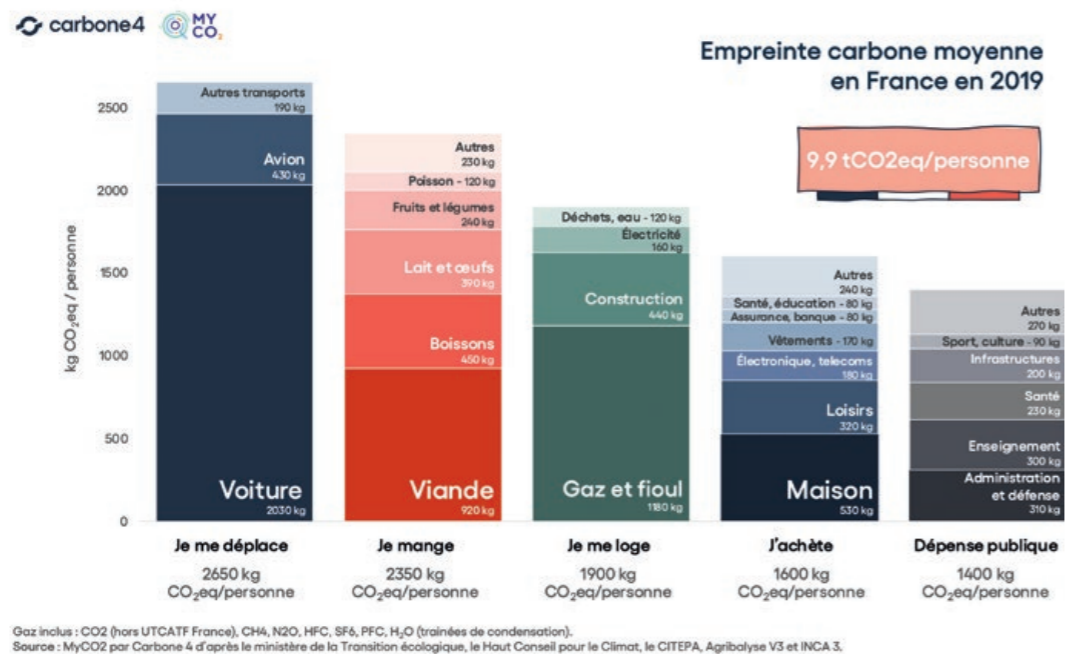 carbone4
MY
CO₂
Empreinte carbone moyenne
en France en 2019
9,9 tCO2eq/personne
kg CO₂eq / personne
2500
2000
1500
1000
500
0
Autres transports
190 kg
Avion
430 kg
Voiture
2030 kg
Autres
230 kg
Poisson - 120 kg
Fruits et légumes
240 kg
Lait et œufs
390 kg
Boissons
450 kg
Viande
920 kg
Déchets, eau - 120 kg
Électricité
160 kg
Construction
440 kg
Gaz et fioul
1180 kg
Autres
240 kg
Santé, éducation - 80 kg
Assurance, banque - 80 kg
Vêtements - 170 kg
Électronique, telecoms
180 kg
Loisirs
320 kg
Maison
530 kg
Autres
270 kg
Sport, culture - 90 kg
Infrastructures
200 kg
Santé
230 kg
Enseignement
300 kg
Administration
et défense
310 kg
Je me déplace
2650 kg
CO₂eq/personne
Je mange
2350 kg
CO₂eq/personne
Je me loge
1900 kg
CO₂eq/personne
J'achète
1600 kg
CO₂eq/personne
Dépense publique
1400 kg
CO₂eq/personne
Gaz inclus : CO2 (hors UTCATF France), CH4, N2O, HFC, SF6, PFC, H₂O (trainées de condensation).
Source : MyCO2 par Carbone 4 d'après le ministère de la Transition écologique, le Haut Conseil pour le Climat, le CITEPA, Agribalyse V3 et INCA 3.